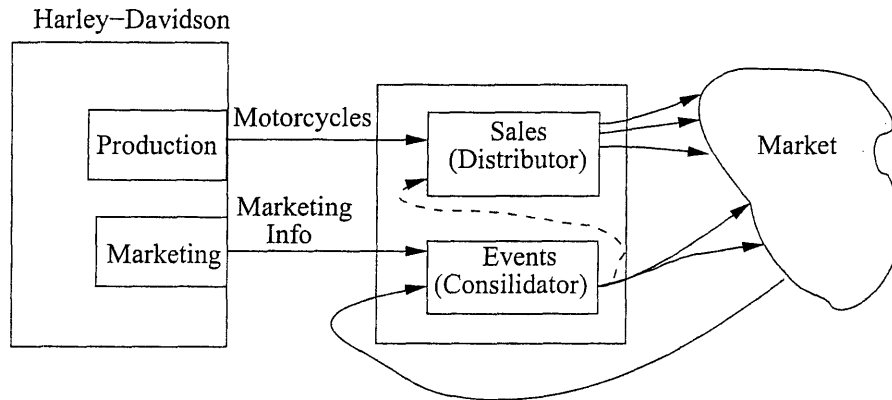 Harley-Davidson
Production
Motorcycles
Sales
(Distributor)
Market
Marketing
Marketing
Info
Events
(Consilidator)